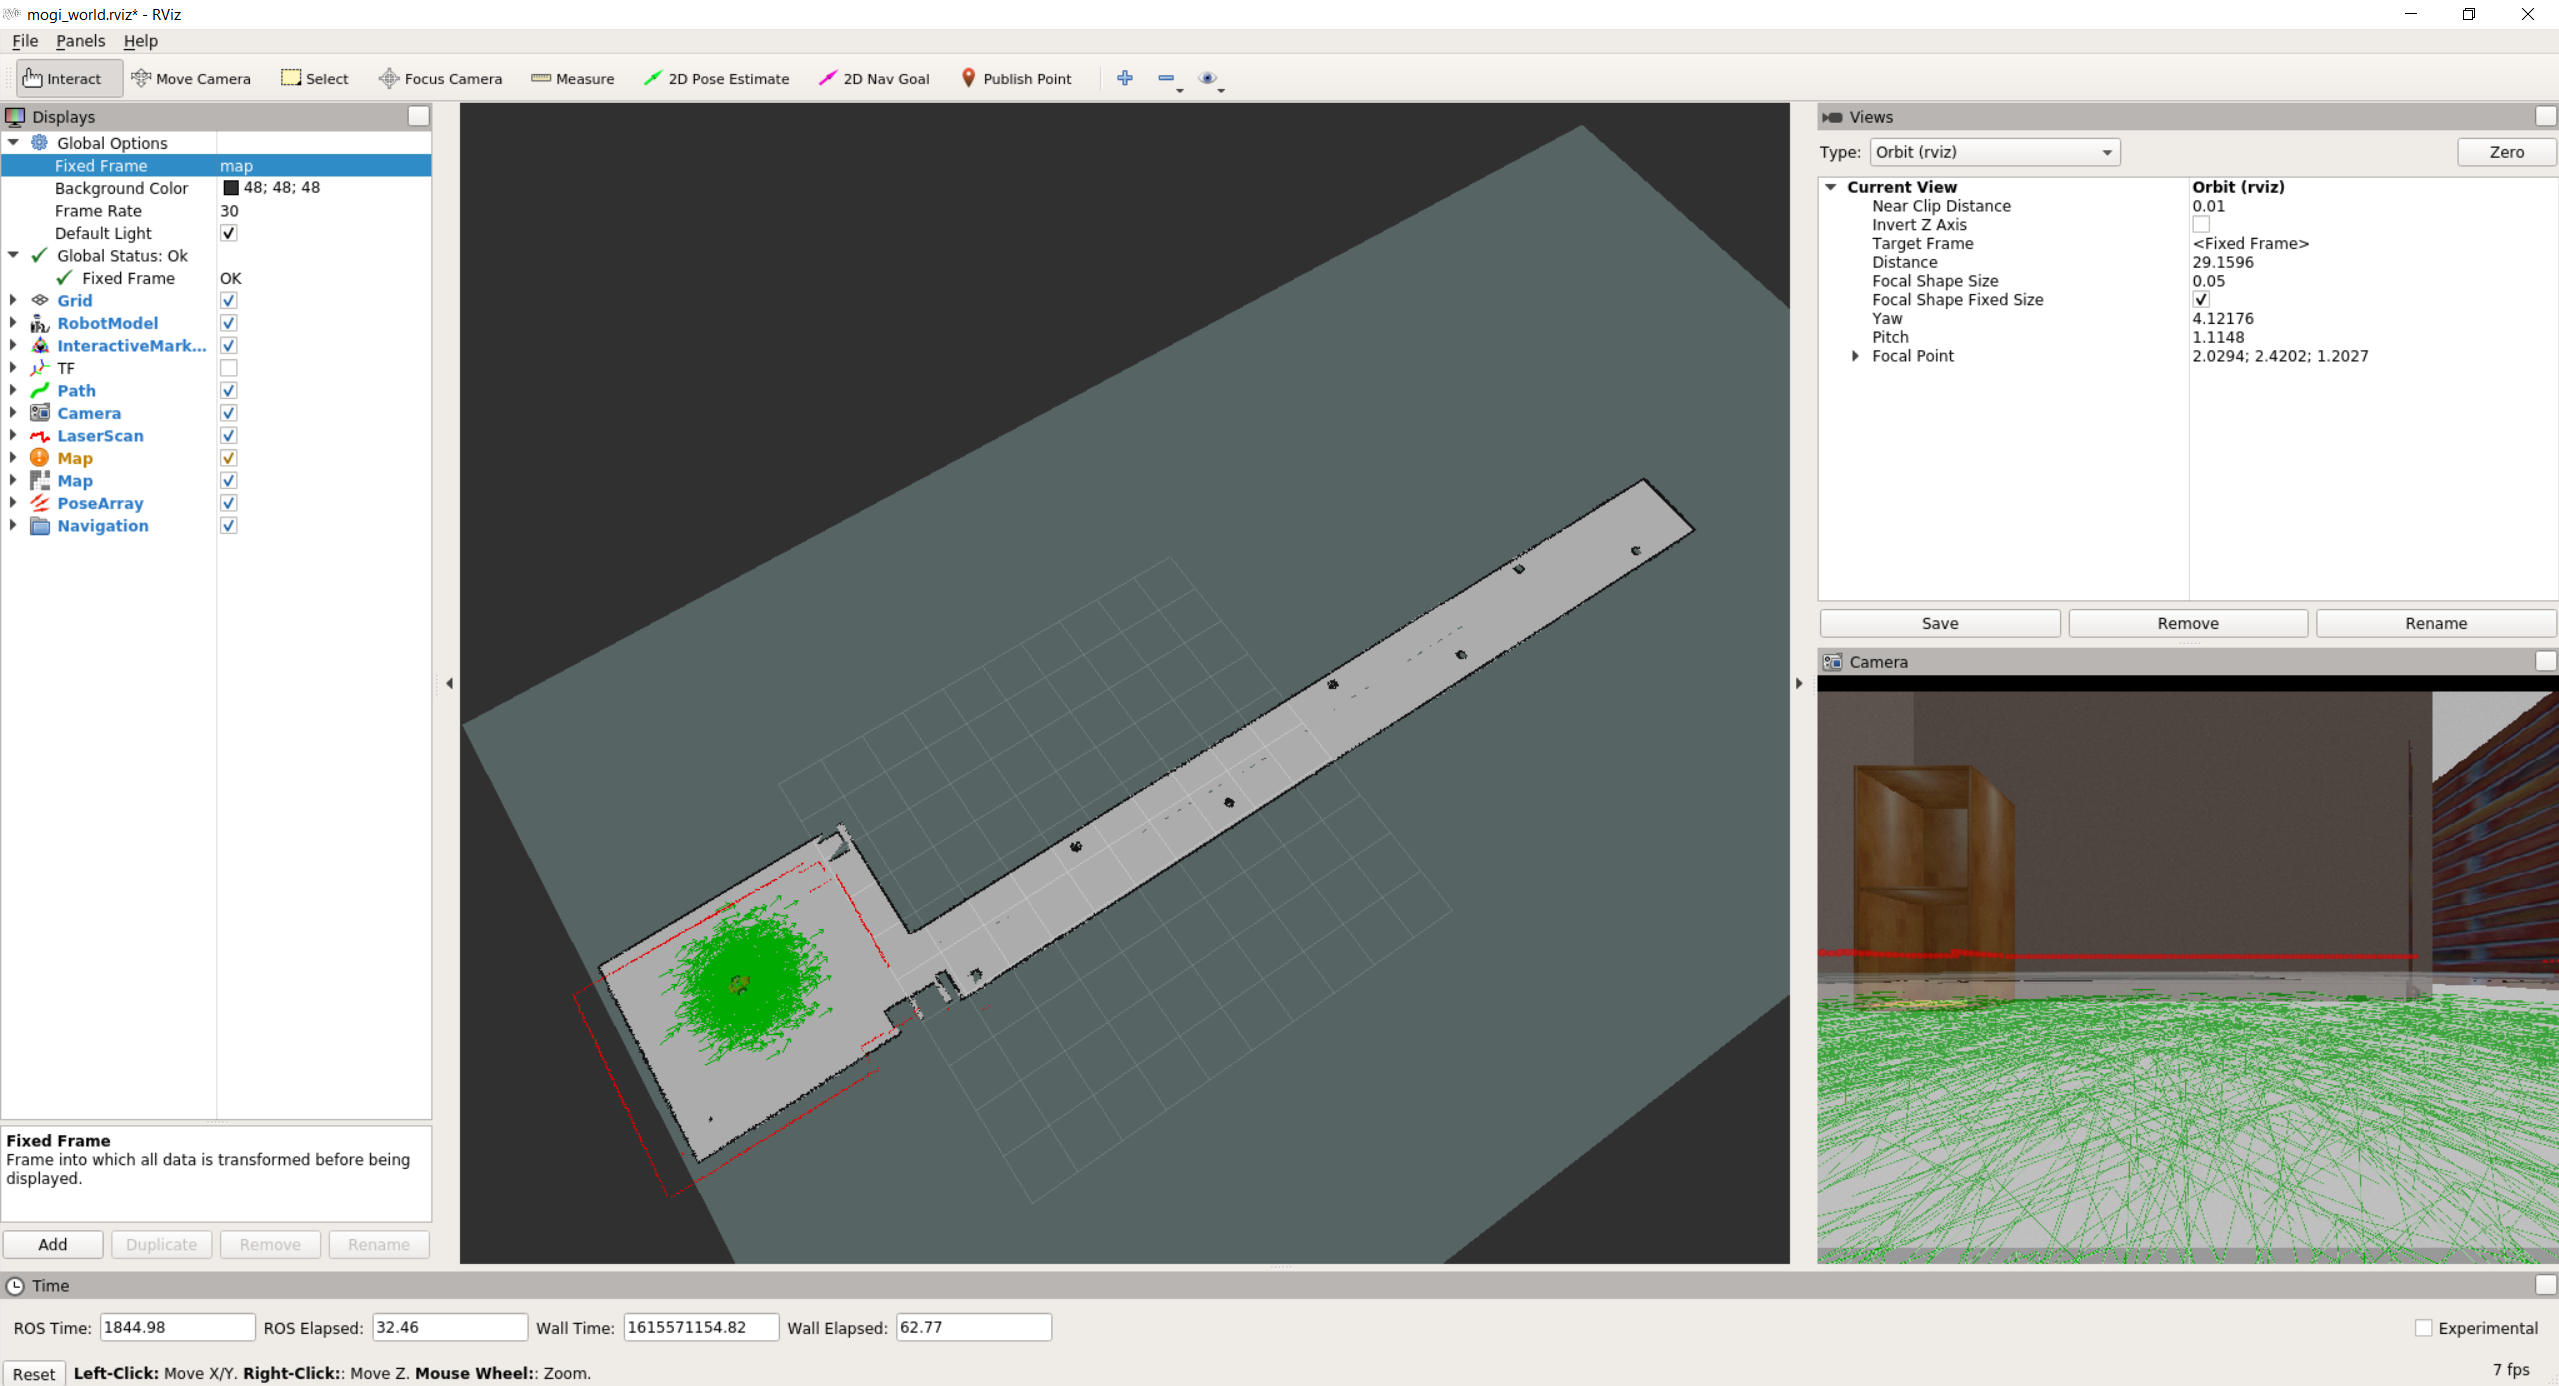 mogi_world.rviz* - RViz
File Panels Help
Interact Move Camera Select Focus Camera Measure 2D Pose Estimate 2D Nav Goal Publish Point
Displays
Global Options
Fixed Frame map
Background Color 48; 48; 48
Frame Rate 30
Default Light
Global Status: Ok
Fixed Frame OK
Grid
RobotModel
InteractiveMark...
TF
Path
Camera
LaserScan
Map
Map
PoseArray
Navigation
Fixed Frame
Frame into which all data is transformed before being
displayed.
Add Duplicate Remove Rename
Views
Type: Orbit (rviz) Zero
Current View Orbit (rviz)
Near Clip Distance 0.01
Invert Z Axis
Target Frame <Fixed Frame>
Distance 29.1596
Focal Shape Size 0.05
Focal Shape Fixed Size
Yaw 4.12176
Pitch 1.1148
Focal Point 2.0294; 2.4202; 1.2027
Save Remove Rename
Camera
Time
ROS Time: 1844.98 ROS Elapsed: 32.46 Wall Time: 1615571154.82 Wall Elapsed: 62.77 Experimental
Reset Left-Click: Move X/Y. Right-Click:: Move Z. Mouse Wheel:: Zoom. 7 fps